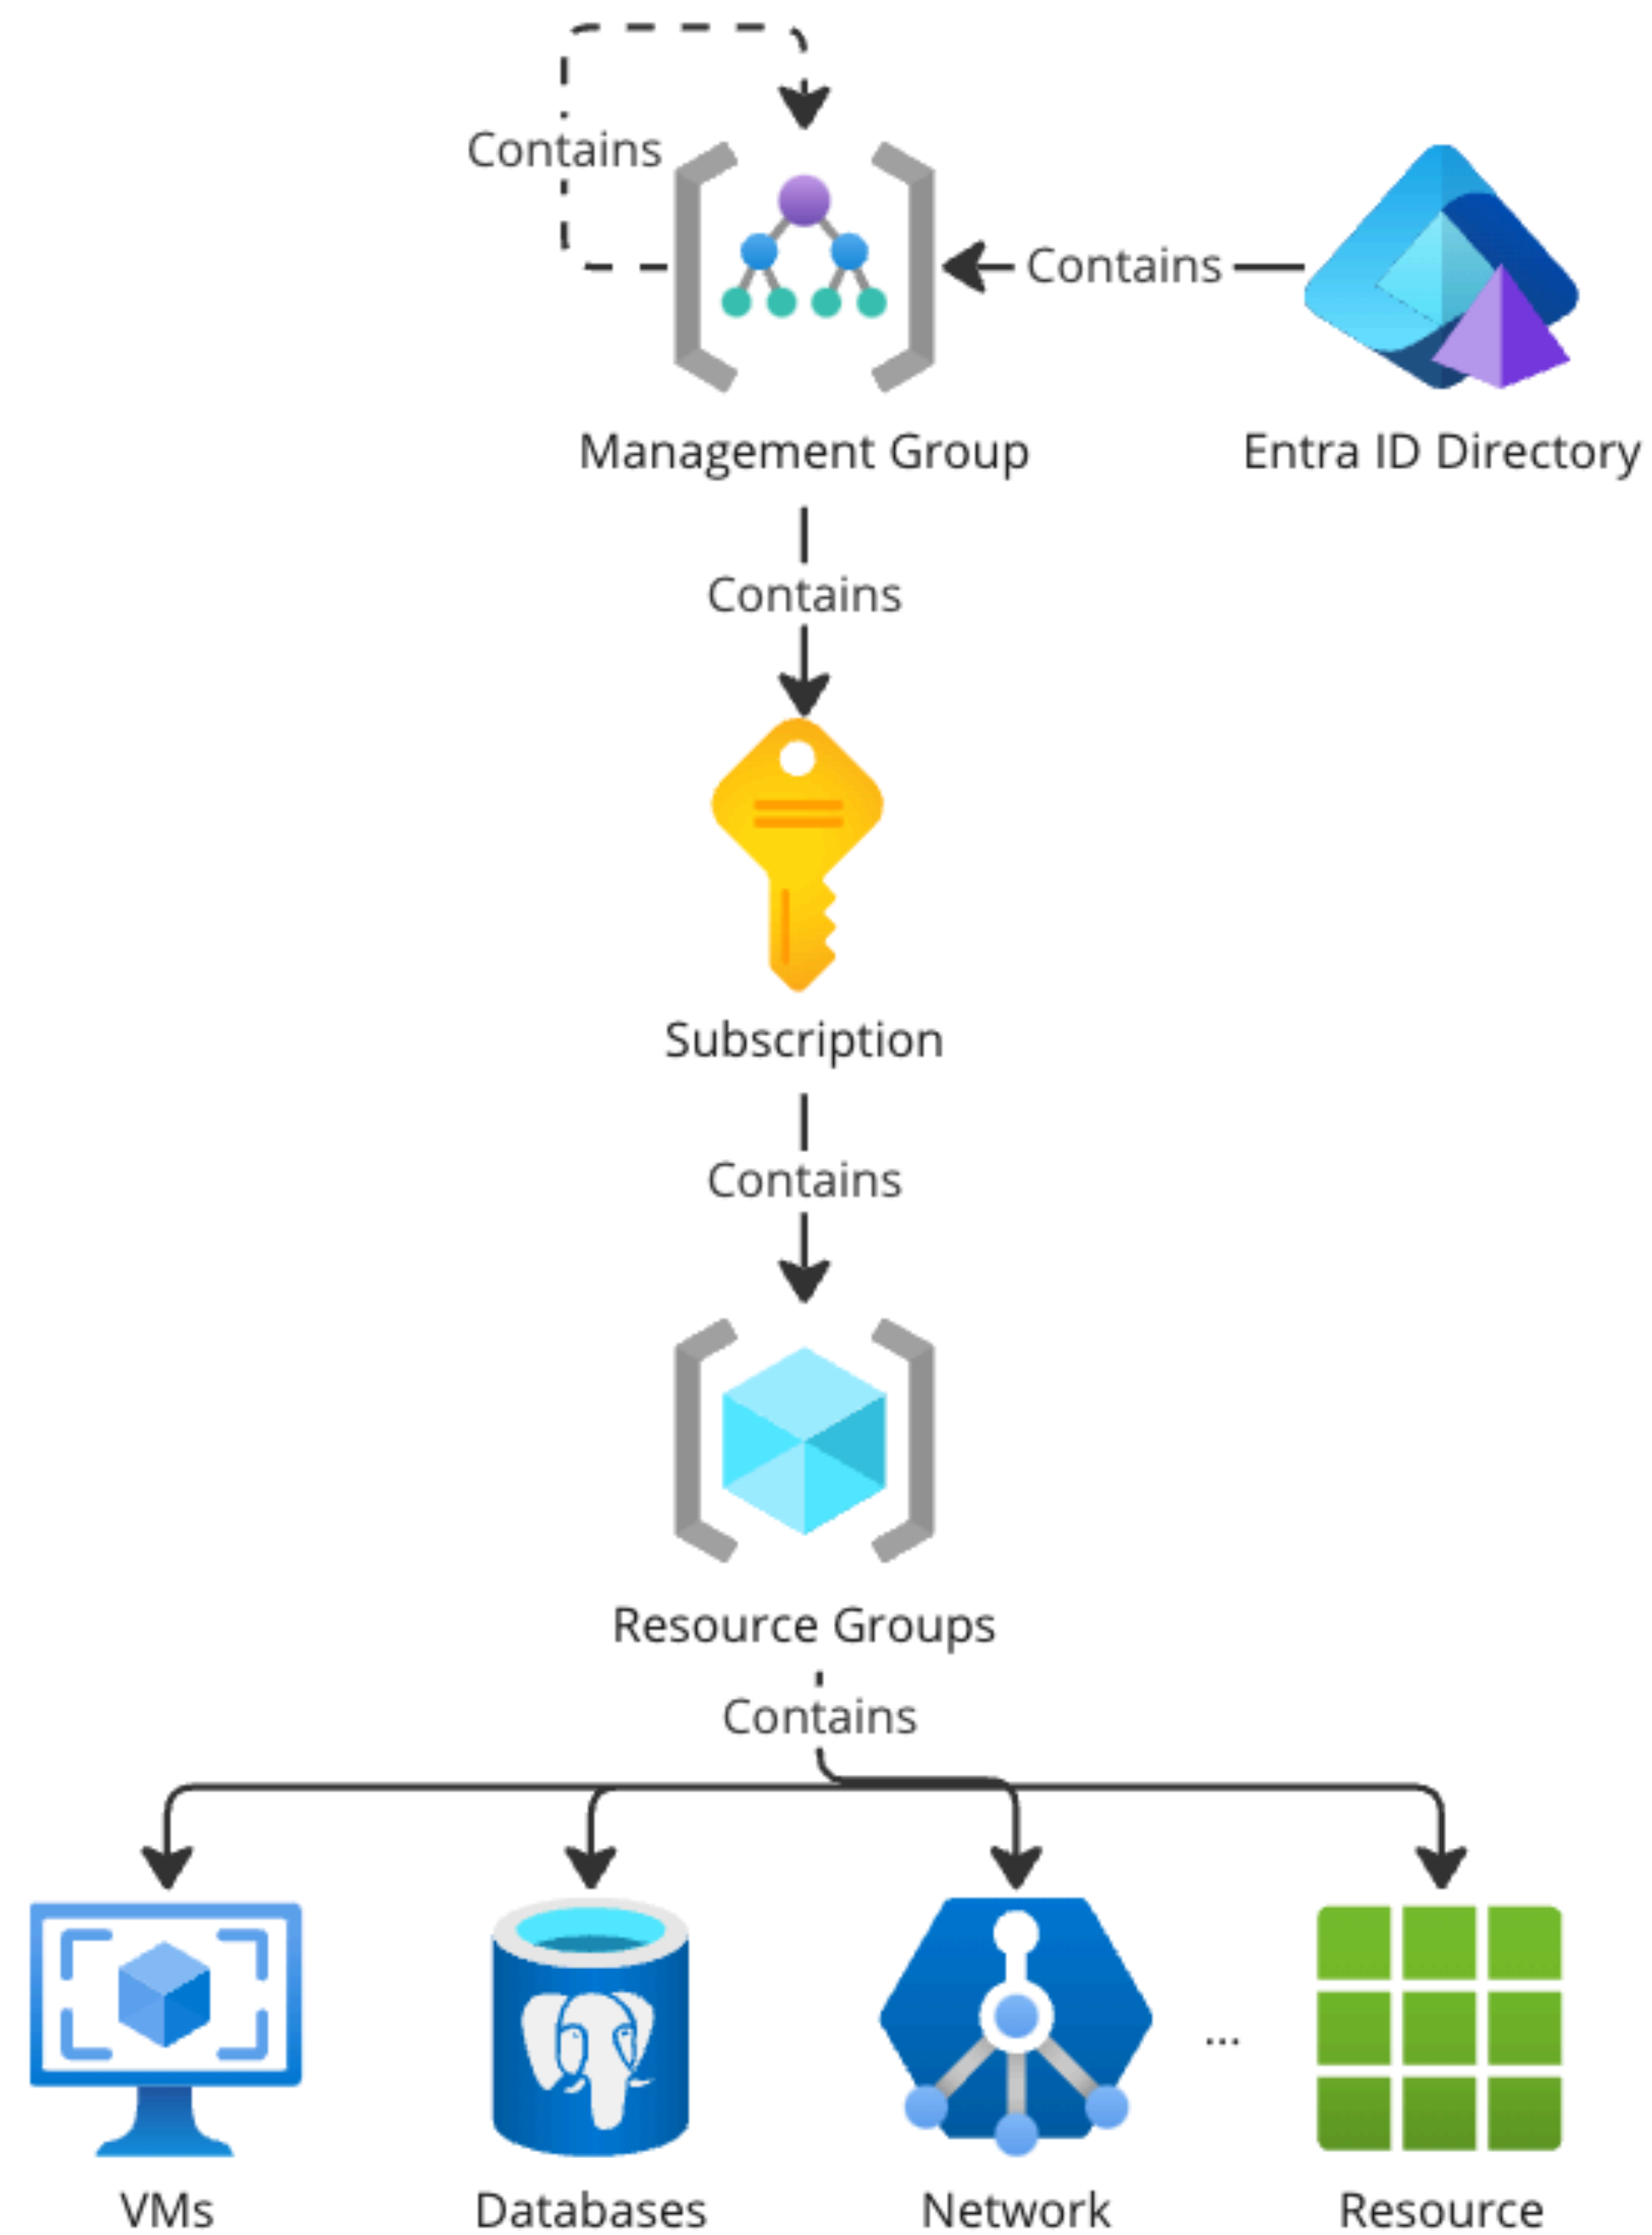 Contains
Contains
Management Group
Entra ID Directory
Contains
Subscription
Contains
Resource Groups
Contains
...
VMs
Databases
Network
Resource